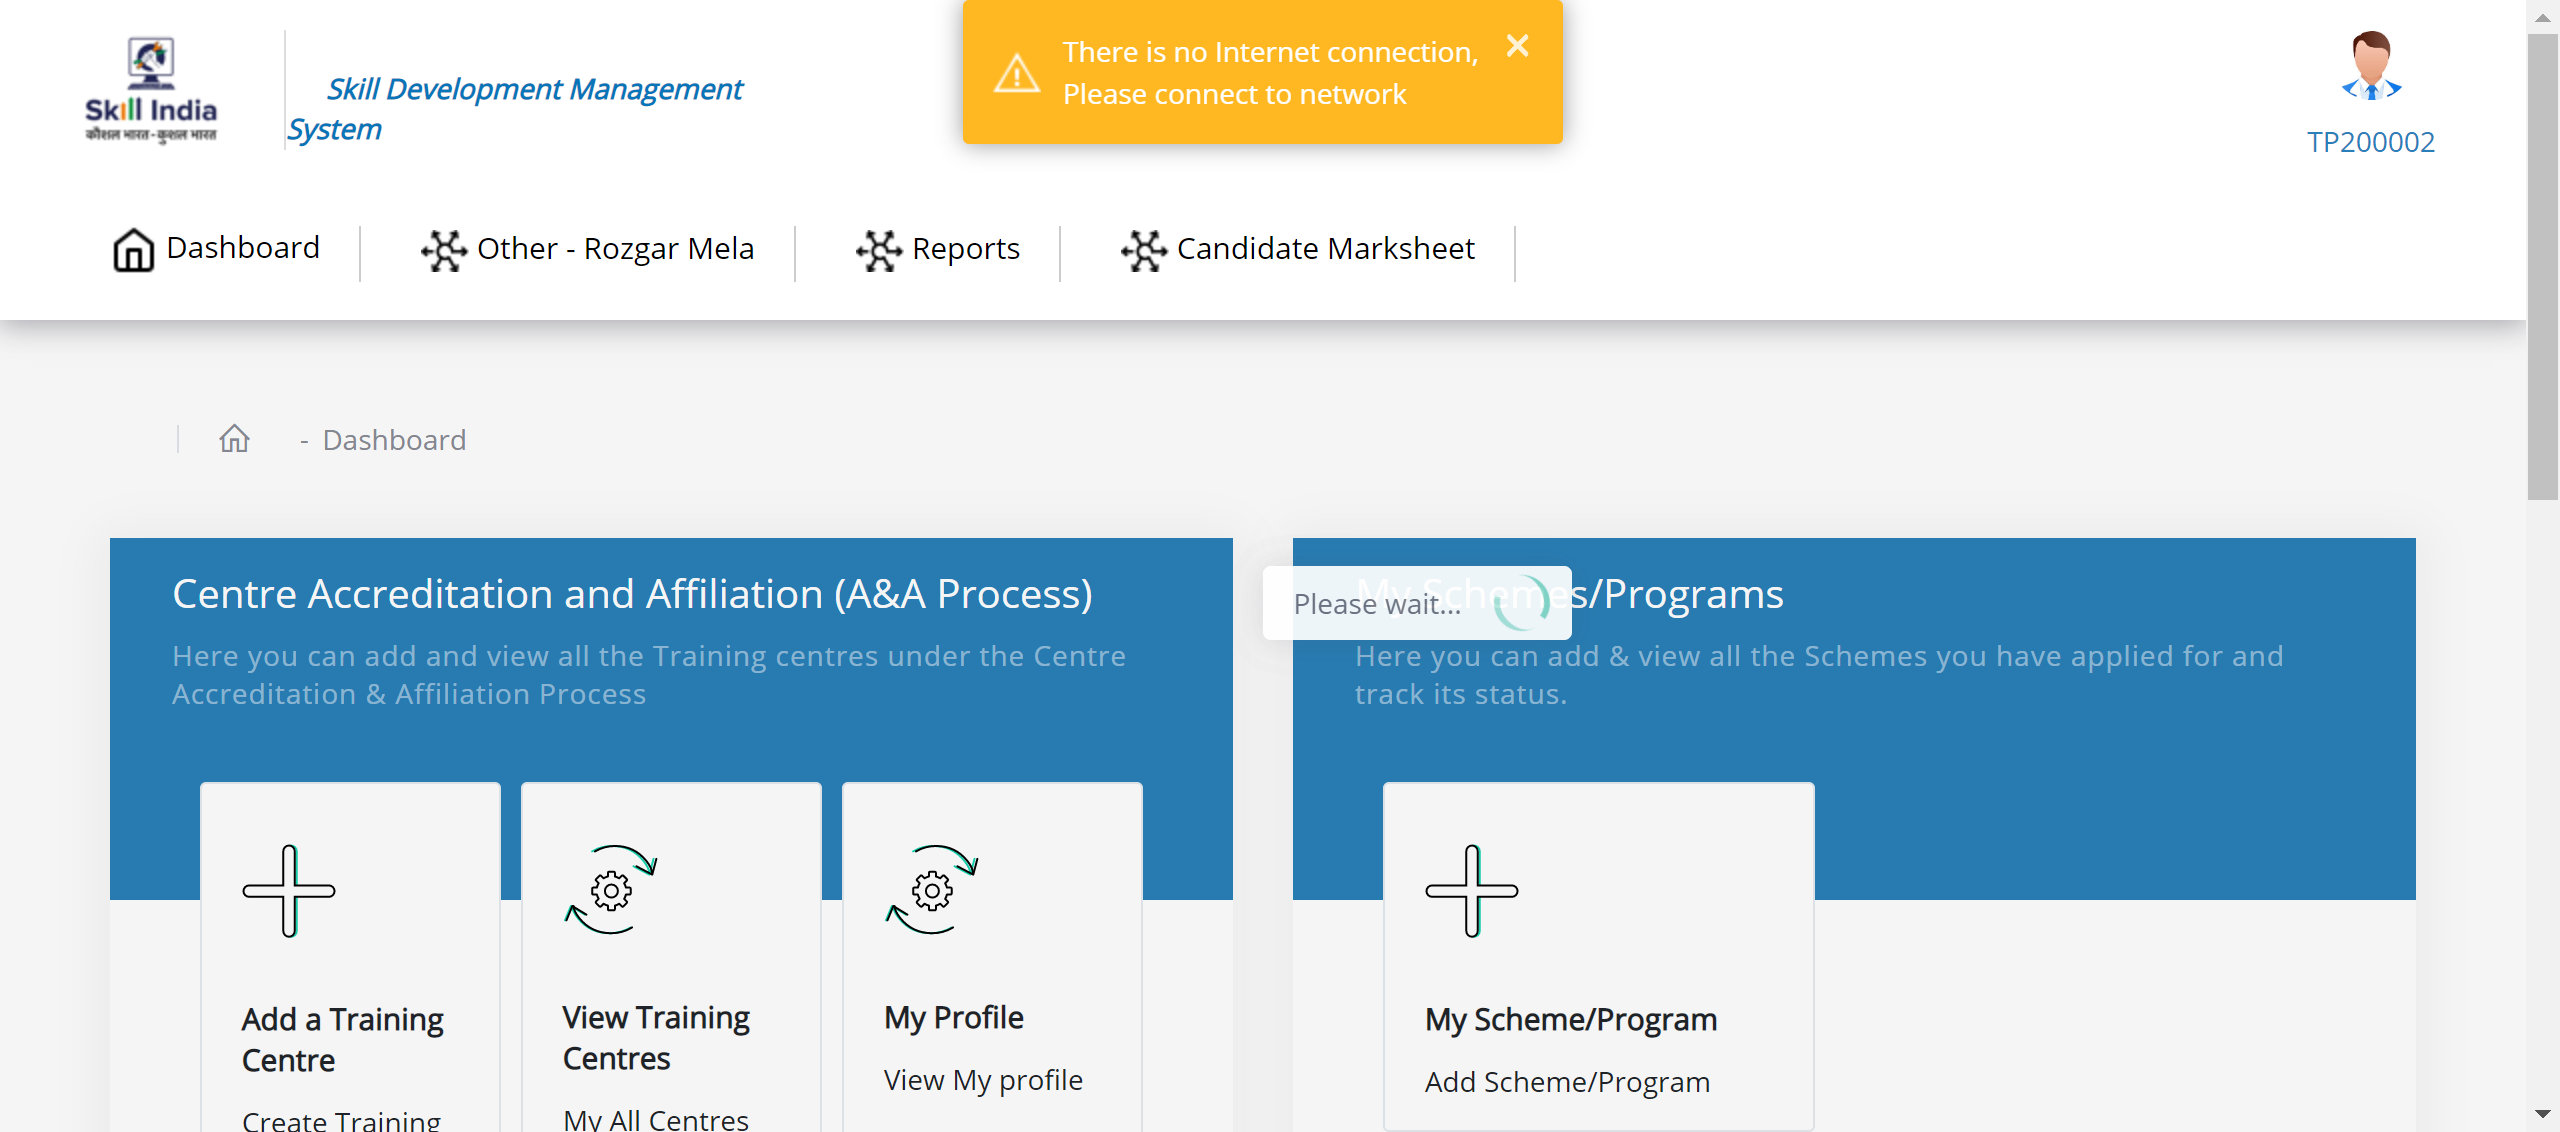 Skill India
कौशल भारत - कुशल भारत
Skill Development Management
System
There is no Internet connection,
Please connect to network
TP200002
Dashboard
Other - Rozgar Mela
Reports
Candidate Marksheet
- Dashboard
Centre Accreditation and Affiliation (A&A Process)
Here you can add and view all the Training centres under the Centre
Accreditation & Affiliation Process
My Schemes/Programs
Please wait...
Here you can add & view all the Schemes you have applied for and
track its status.
Add a Training
Centre
Create Training
View Training
Centres
My All Centres
My Profile
View My profile
My Scheme/Program
Add Scheme/Program